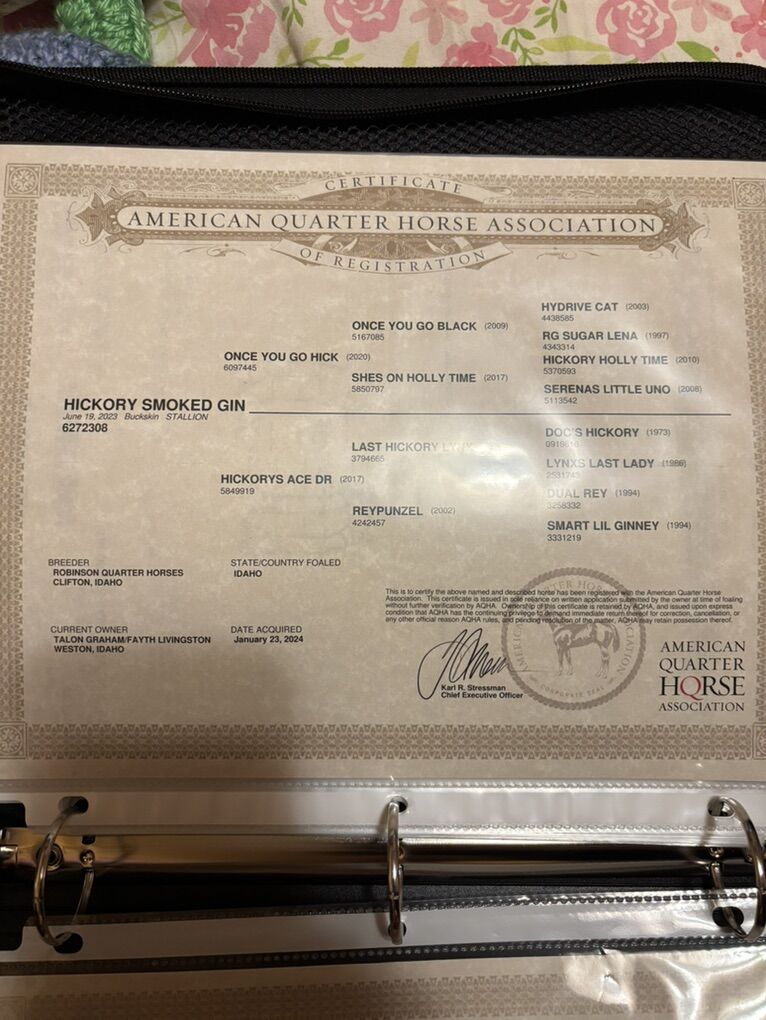 CERTIFICATE
AMERICAN QUARTER HORSE ASSOCIATION
OF REGISTRATION
HYDRIVE CAT (2003)
4438585
ONCE YOU GO BLACK (2009)
5167085
RG SUGAR LENA (1997)
4343314
ONCE YOU GO HICK (2020)
6097445
HICKORY HOLLY TIME (2010)
5370593
SHES ON HOLLY TIME (2017)
5850797
SERENAS LITTLE UNO (2008)
5113542
HICKORY SMOKED GIN
June 19, 2023 Buckskin STALLION
6272308
DOC'S HICKORY (1973)
LAST HICKORY
3794665
LYNXS LAST LADY (1986)
2531743
HICKORYS ACE DR (2017)
5849919
DUAL REY (1994)
3258332
REYPUNZEL (2002)
4242457
SMART LIL GINNEY (1994)
3331219
BREEDER
ROBINSON QUARTER HORSES
CLIFTON, IDAHO
STATE/COUNTRY FOALED
IDAHO
CURRENT OWNER
TALON GRAHAM/FAYTH LIVINGSTON
WESTON, IDAHO
DATE ACQUIRED
January 23, 2024
This is to certify the above named and described horse has been registered with the American Quarter Horse
Association. This certificate is issued in sole reliance on written application submitted by the owner at time of foaling
without further verification by AQHA. Ownership of this certificate is retained by AQHA, and issued upon express
condition that AQHA has the continuing privilege to demand immediate return thereof for correction, cancellation, or
any other official reason AQHA rules, and pending resolution of the matter, AQHA may retain possession thereof.
Karl R. Stressman
Chief Executive Officer
AMERICAN QUARTER HORSE ASSOCIATION
CORPORATE SEAL
AMERICAN
QUARTER
HORSE
ASSOCIATION